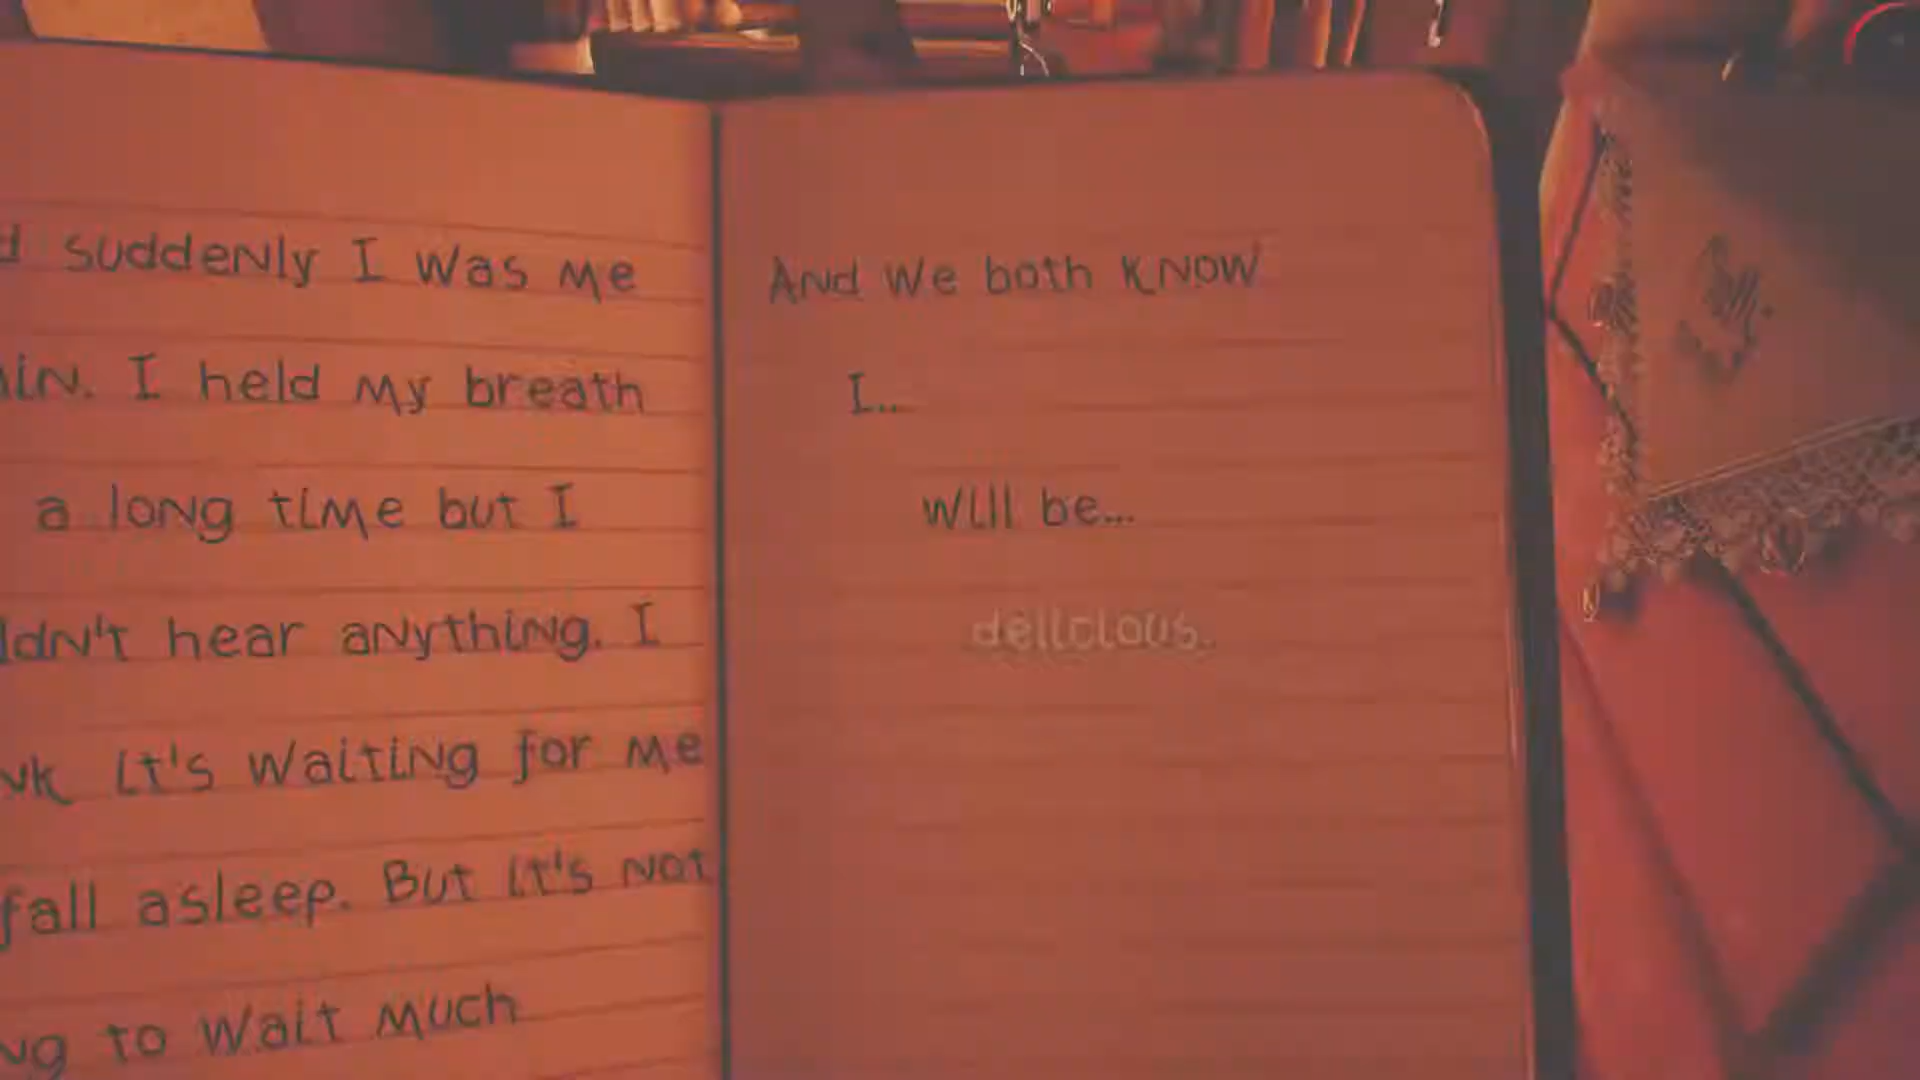 suddenly I was me
I held my breath
a long time but I
hear anything. I
it's waiting for me
fall asleep. But it's not
to wait much
And we both know
I...
will be...
delicious.